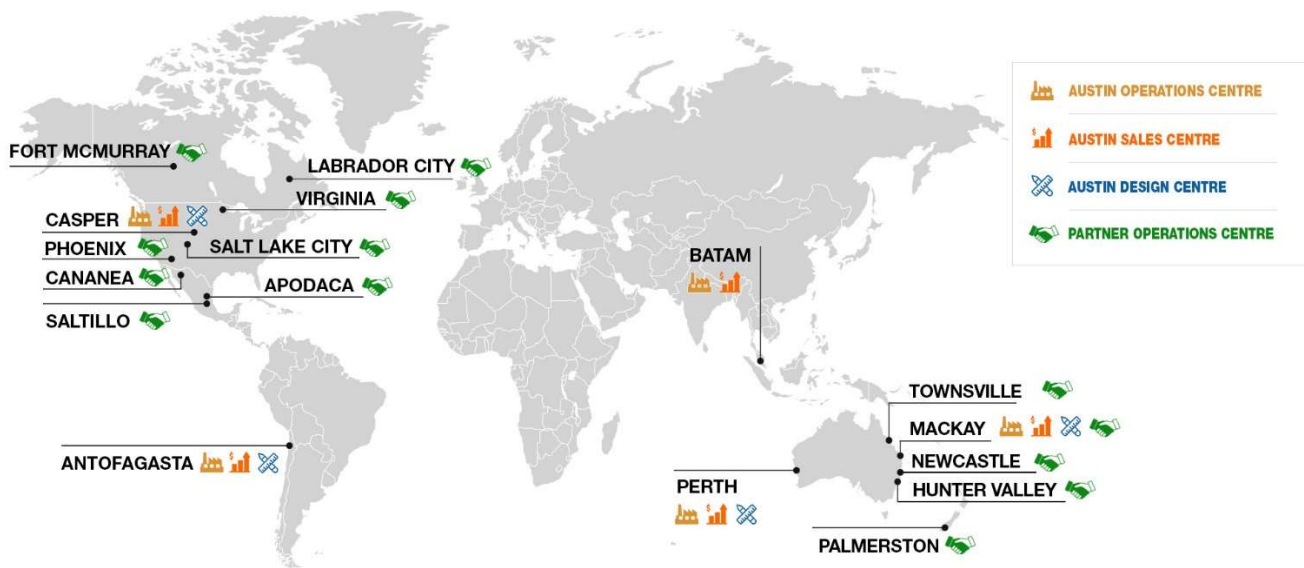 FORT MCMURRAY
LABRADOR CITY
VIRGINIA
CASPER
PHOENIX
SALT LAKE CITY
CANANEA
APODACA
SALTILLO
ANTOFAGASTA
BATAM
PERTH
TOWNSVILLE
MACKAY
NEWCASTLE
HUNTER VALLEY
PALMERSTON
AUSTIN OPERATIONS CENTRE
AUSTIN SALES CENTRE
AUSTIN DESIGN CENTRE
PARTNER OPERATIONS CENTRE